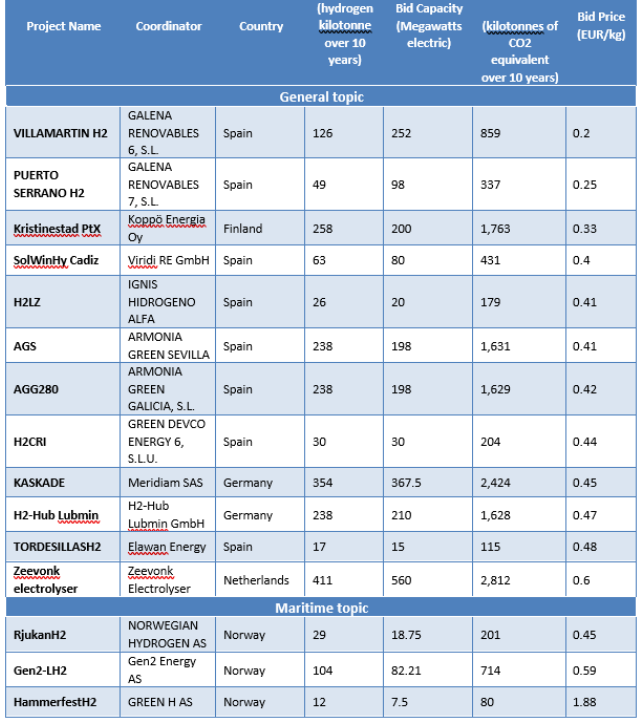 Project Name Coordinator Country (hydrogen kilotonne over 10 years) Bid Capacity (Megawatts electric) (kilotonnes of CO2 equivalent over 10 years) Bid Price (EUR/kg)
General topic
VILLAMARTIN H2 GALENA RENOVABLES 6, S.L. Spain 126 252 859 0.2
PUERTO SERRANO H2 GALENA RENOVABLES 7, S.L. Spain 49 98 337 0.25
Kristinestad PtX Koppö Energia Oy Finland 258 200 1,763 0.33
SolWinHy Cadiz Viridi RE GmbH Spain 63 80 431 0.4
H2LZ IGNIS HIDROGENO ALFA Spain 26 20 179 0.41
AGS ARMONIA GREEN SEVILLA Spain 238 198 1,631 0.41
AGG280 ARMONIA GREEN GALICIA, S.L. Spain 238 198 1,629 0.42
H2CRI GREEN DEVCO ENERGY 6, S.L.U. Spain 30 30 204 0.44
KASKADE Meridiam SAS Germany 354 367.5 2,424 0.45
H2-Hub Lubmin H2-Hub Lubmin GmbH Germany 238 210 1,628 0.47
TORDESILLASH2 Elawan Energy Spain 17 15 115 0.48
Zeevonk electrolyser Zeevonk Electrolyser Netherlands 411 560 2,812 0.6
Maritime topic
RjukanH2 NORWEGIAN HYDROGEN AS Norway 29 18.75 201 0.45
Gen2-LH2 Gen2 Energy AS Norway 104 82.21 714 0.59
HammerfestH2 GREEN H AS Norway 12 7.5 80 1.88